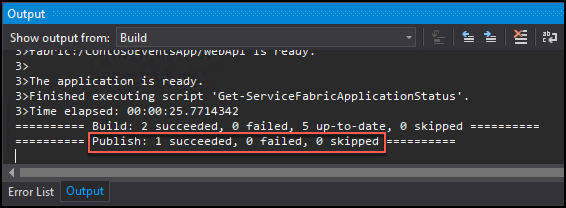 Output
Show output from: Build
3>fabric:/ContosoEventsApp/WebApi is ready.
3>
3>The application is ready.
3>Finished executing script 'Get-ServiceFabricApplicationStatus'.
3>Time elapsed: 00:00:25.7714342
========== Build: 2 succeeded, 0 failed, 5 up-to-date, 0 skipped ==========
========== Publish: 1 succeeded, 0 failed, 0 skipped ==========
Error List Output